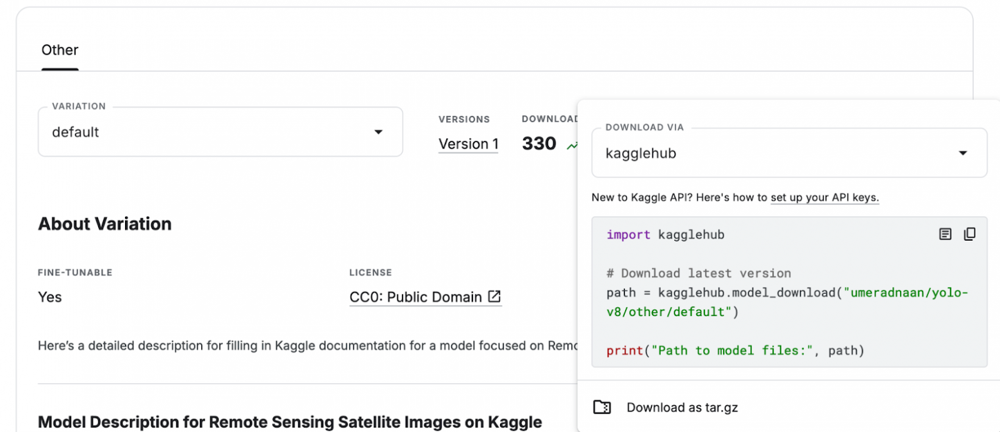 Other
VARIATION
default
VERSIONS
Version 1
DOWNLOAD
330
DOWNLOAD VIA
kagglehub
New to Kaggle API? Here's how to set up your API keys.
import kagglehub
# Download latest version
path = kagglehub.model_download("umeradnaan/yolo-
v8/other/default")
print("Path to model files:", path)
Download as tar.gz
About Variation
FINE-TUNABLE
Yes
LICENSE
CC0: Public Domain
Here’s a detailed description for filling in Kaggle documentation for a model focused on
Model Description for Remote Sensing Satellite Images on Kaggle